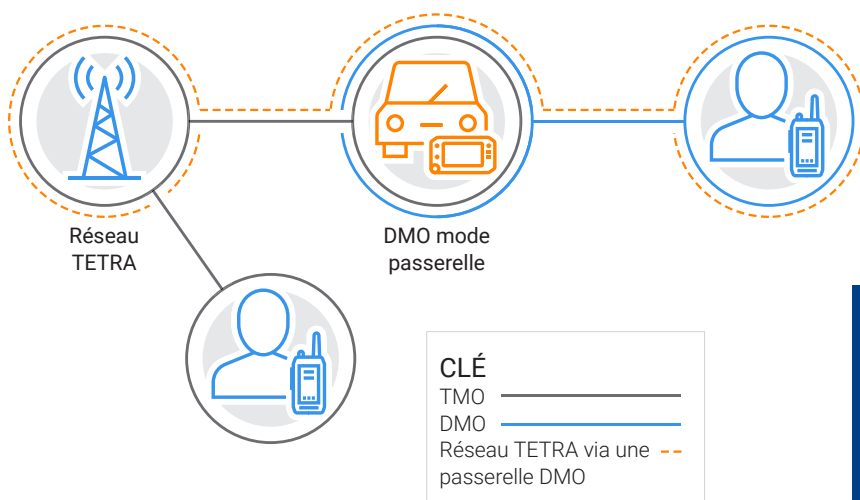 Réseau
TETRA
DMO mode
passerelle
CLÉ
TMO
DMO
Réseau TETRA via une
passerelle DMO